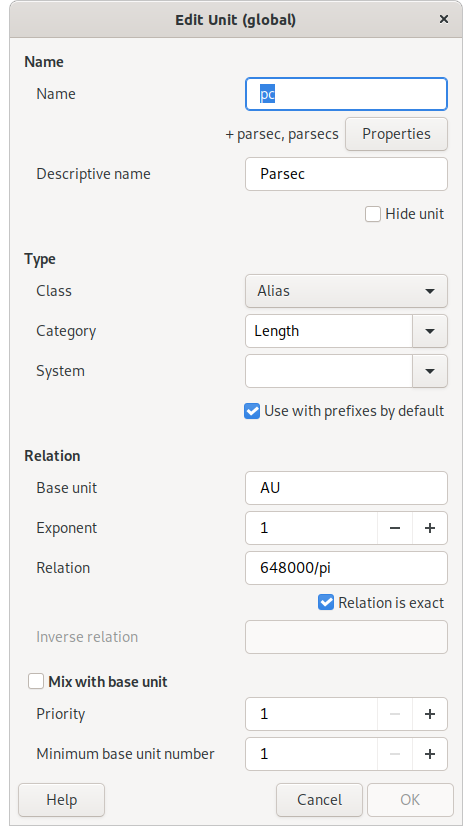 Edit Unit (global) ×
Name
Name pc
+ parsec, parsecs Properties
Descriptive name Parsec
Hide unit
Type
Class Alias
Category Length
System
Use with prefixes by default
Relation
Base unit AU
Exponent 1 − +
Relation 648000/pi
Relation is exact
Inverse relation
Mix with base unit
Priority 1 − +
Minimum base unit number 1 − +
Help Cancel OK